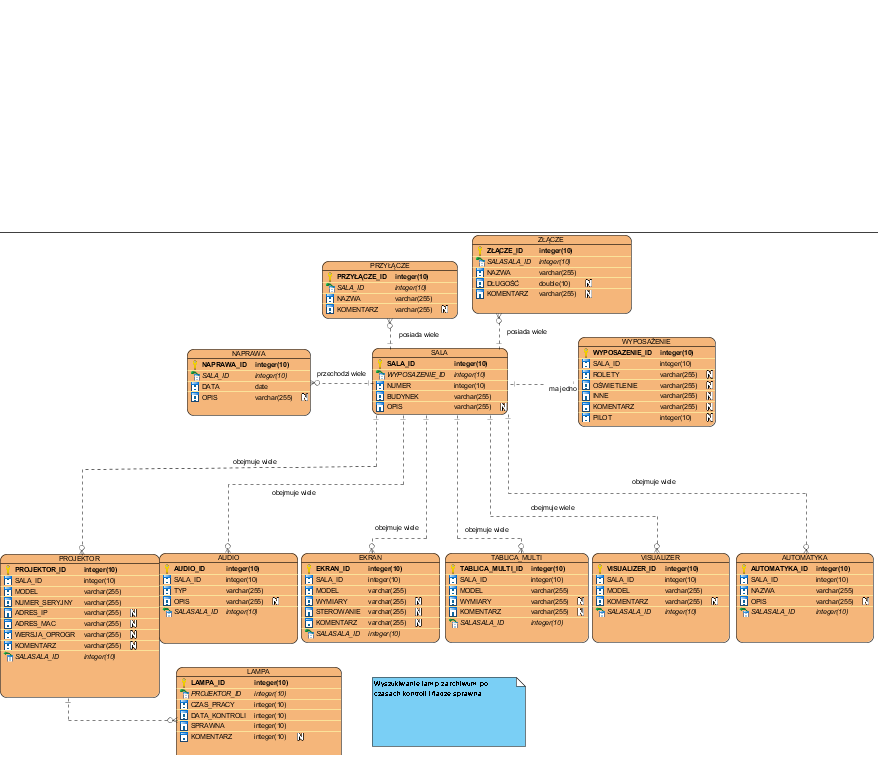 ZŁĄCZE
ZŁĄCZE_ID integer(10)
SALASALA_ID integer(10)
NAZWA varchar(255)
DŁUGOŚĆ double(10) N
KOMENTARZ varchar(255) N
PRZYŁĄCZE
PRZYŁĄCZE_ID integer(10)
SALA_ID integer(10)
NAZWA varchar(255)
KOMENTARZ varchar(255) N
posiada wiele
posiada wiele
WYPOSAŻENIE
WYPOSAZENIE_ID integer(10)
SALA_ID integer(10)
ROLETY varchar(255) N
OŚWIETLENIE varchar(255) N
INNE varchar(255) N
KOMENTARZ varchar(255) N
PILOT integer(10) N
NAPRAWA
NAPRAWA_ID integer(10)
SALA_ID integer(10)
DATA date
OPIS varchar(255) N
przechodzi wiele
SALA
SALA_ID integer(10)
WYPOSAZENIE_ID integer(10)
NUMER integer(10)
BUDYNEK varchar(255)
OPIS varchar(255) N
ma jedno
obejmuje wiele
obejmuje wiele
obejmuje wiele
obejmuje wiele
obejmuje wiele
obejmuje wiele
PROJEKTOR
PROJEKTOR_ID integer(10)
SALA_ID integer(10)
MODEL varchar(255)
NUMER_SERYJNY varchar(255)
ADRES_IP varchar(255) N
ADRES_MAC varchar(255) N
WERSJA_OPROGR varchar(255) N
KOMENTARZ varchar(255) N
SALASALA_ID integer(10)
AUDIO
AUDIO_ID integer(10)
SALA_ID integer(10)
TYP varchar(255)
OPIS varchar(255) N
SALASALA_ID integer(10)
EKRAN
EKRAN_ID integer(10)
SALA_ID integer(10)
MODEL varchar(255)
WYMIARY varchar(255) N
STEROWANIE varchar(255) N
KOMENTARZ varchar(255) N
SALASALA_ID integer(10)
TABLICA_MULTI
TABLICA_MULTI_ID integer(10)
SALA_ID integer(10)
MODEL varchar(255)
WYMIARY varchar(255) N
KOMENTARZ varchar(255) N
SALASALA_ID integer(10)
VISUALIZER
VISUALIZER_ID integer(10)
SALA_ID integer(10)
MODEL varchar(255)
KOMENTARZ varchar(255) N
SALASALA_ID integer(10)
AUTOMATYKA
AUTOMATYKA_ID integer(10)
SALA_ID integer(10)
NAZWA varchar(255)
OPIS varchar(255) N
SALASALA_ID integer(10)
LAMPA
LAMPA_ID integer(10)
PROJEKTOR_ID integer(10)
CZAS_PRACY integer(10)
DATA_KONTROLI integer(10)
SPRAWNA integer(10)
KOMENTARZ integer(10) N
Wyszukiwanie lamp z archiwum po
czasach kontroli i fladze sprawna